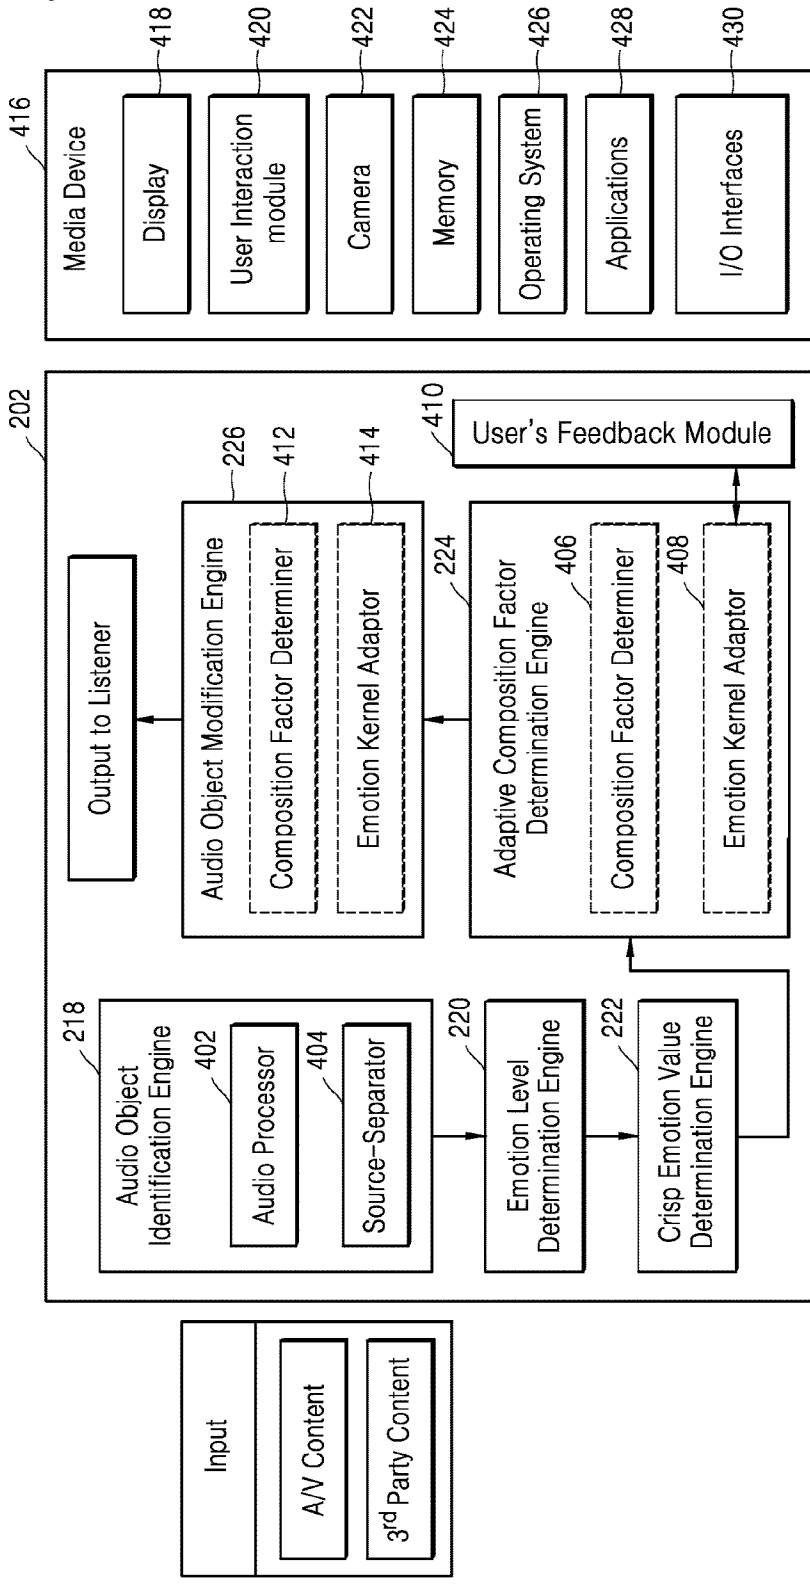 Input
A/V Content
3rd Party Content
202
218
Audio Object
Identification Engine
402
Audio Processor
404
Source-Separator
220
Emotion Level
Determination Engine
222
Crisp Emotion Value
Determination Engine
Output to Listener
226
Audio Object Modification Engine
412
Composition Factor Determiner
414
Emotion Kernel Adaptor
224
Adaptive Composition Factor
Determination Engine
406
Composition Factor Determiner
408
Emotion Kernel Adaptor
410
User's Feedback Module
416
Media Device
Display
418
User Interaction
module
420
Camera
422
Memory
424
Operating System
426
Applications
428
I/O Interfaces
430